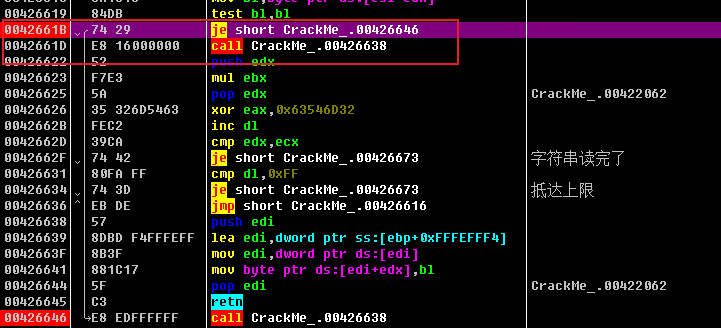 00426619 84DB test bl,bl
0042661B 74 29 je short CrackMe_.00426646
0042661D E8 16000000 call CrackMe_.00426638
00426622 52 push edx
00426623 F7E3 mul ebx
00426625 5A pop edx CrackMe_.00422062
00426626 35 326D5463 xor eax,0x63546D32
0042662B FEC2 inc dl
0042662D 39CA cmp edx,ecx
0042662F 74 42 je short CrackMe_.00426673 字符串读完了
00426631 80FA FF cmp dl,0xFF
00426634 74 3D je short CrackMe_.00426673 抵达上限
00426636 EB DE jmp short CrackMe_.00426616
00426638 57 push edi
00426639 8DBD F4FFFEFF lea edi,dword ptr ss:[ebp+0xFFFEFFF4]
0042663F 8B3F mov edi,dword ptr ds:[edi]
00426641 881C17 mov byte ptr ds:[edi+edx],bl
00426644 5F pop edi CrackMe_.00422062
00426645 C3 retn
00426646 E8 EDFFFFFF call CrackMe_.00426638